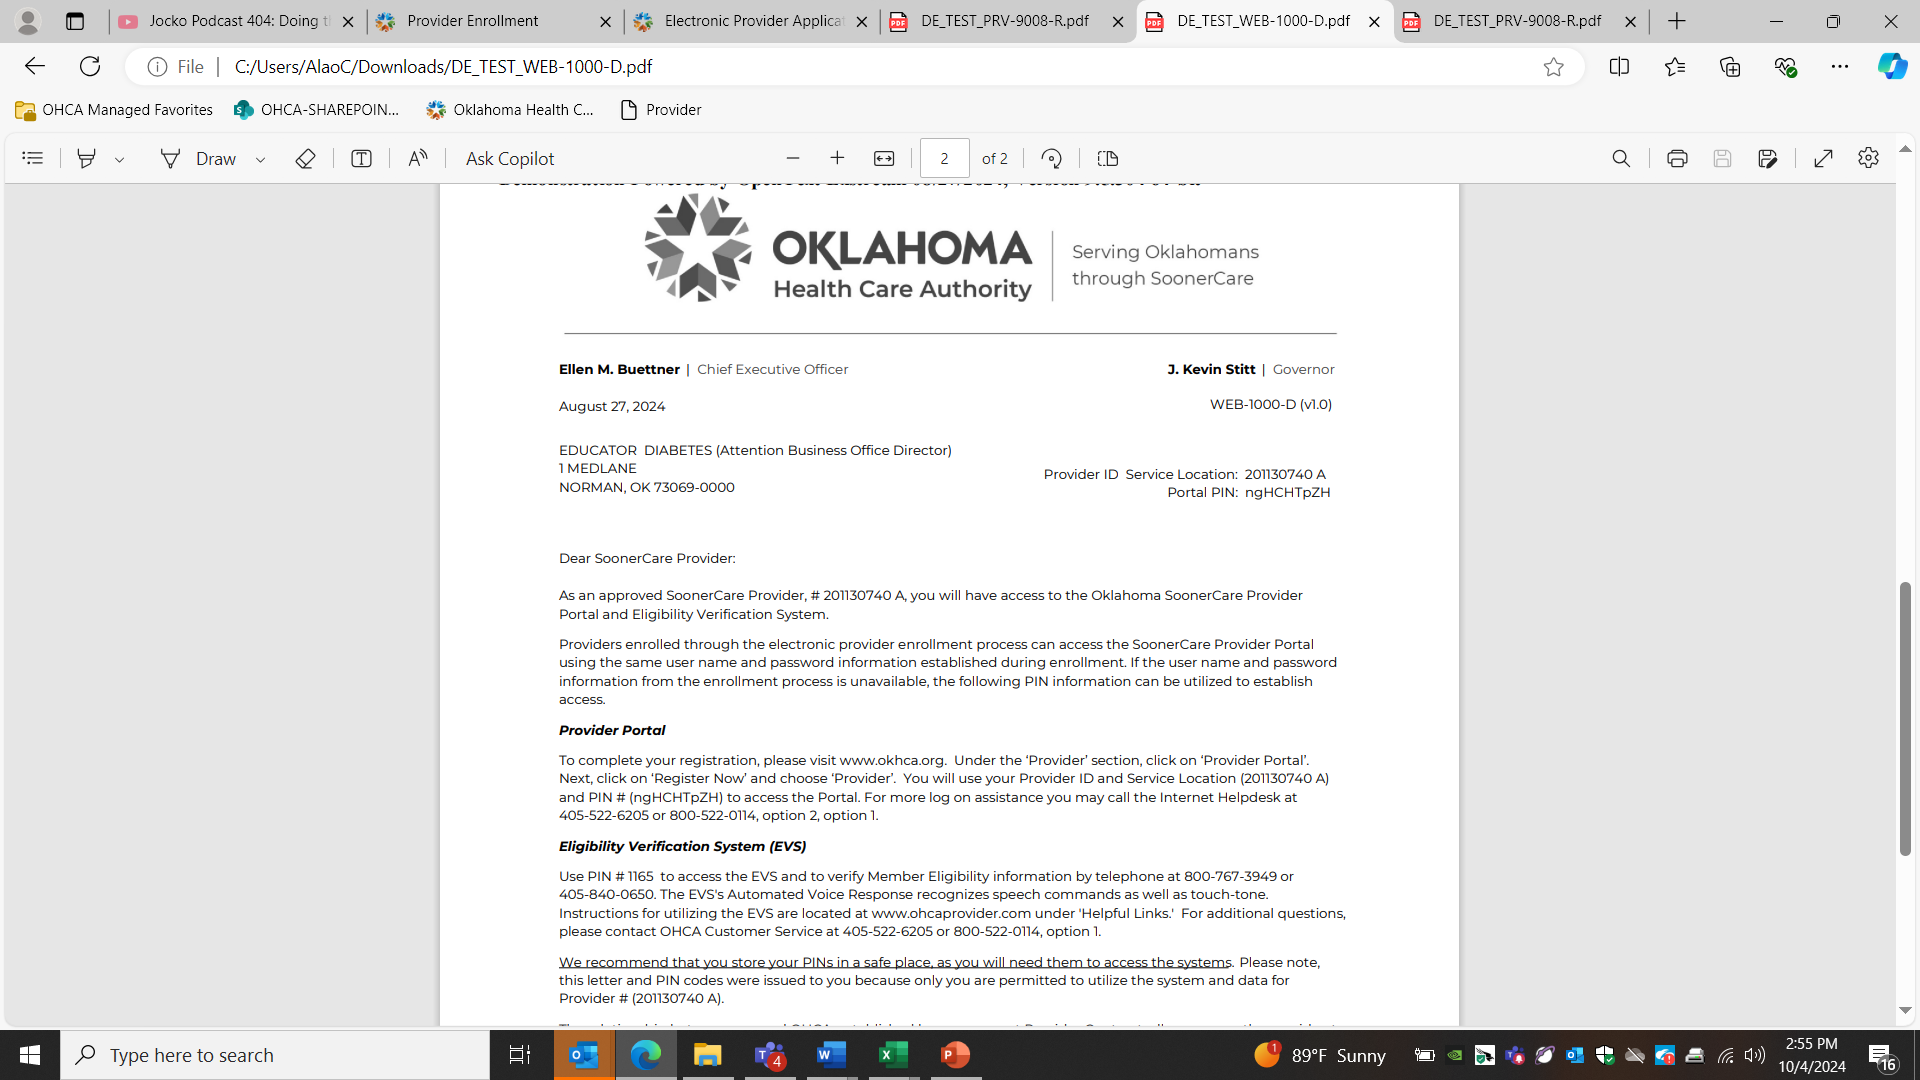 Jocko Podcast 404: Doing t
Provider Enrollment
Electronic Provider Applicat
DE_TEST_PRV-9008-R.pdf
DE_TEST_WEB-1000-D.pdf
DE_TEST_PRV-9008-R.pdf
File
C:/Users/AlaoC/Downloads/DE_TEST_WEB-1000-D.pdf
OHCA Managed Favorites
OHCA-SHAREPOIN...
Oklahoma Health C...
Provider
Draw
Ask Copilot
2 of 2
OKLAHOMA
Health Care Authority
Serving Oklahomans
through SoonerCare
Ellen M. Buettner | Chief Executive Officer
J. Kevin Stitt | Governor
August 27, 2024
WEB-1000-D (v1.0)
EDUCATOR DIABETES (Attention Business Office Director)
1 MEDLANE
NORMAN, OK 73069-0000
Provider ID Service Location: 201130740 A
Portal PIN: ngHCHTpZH
Dear SoonerCare Provider:
As an approved SoonerCare Provider, # 201130740 A, you will have access to the Oklahoma SoonerCare Provider
Portal and Eligibility Verification System.
Providers enrolled through the electronic provider enrollment process can access the SoonerCare Provider Portal
using the same user name and password information established during enrollment. If the user name and password
information from the enrollment process is unavailable, the following PIN information can be utilized to establish
access.
Provider Portal
To complete your registration, please visit www.okhca.org. Under the ‘Provider’ section, click on ‘Provider Portal’.
Next, click on ‘Register Now’ and choose ‘Provider’. You will use your Provider ID and Service Location (201130740 A)
and PIN # (ngHCHTpZH) to access the Portal. For more log on assistance you may call the Internet Helpdesk at
405-522-6205 or 800-522-0114, option 2, option 1.
Eligibility Verification System (EVS)
Use PIN # 1165 to access the EVS and to verify Member Eligibility information by telephone at 800-767-3949 or
405-840-0650. The EVS's Automated Voice Response recognizes speech commands as well as touch-tone.
Instructions for utilizing the EVS are located at www.ohcaprovider.com under 'Helpful Links.' For additional questions,
please contact OHCA Customer Service at 405-522-6205 or 800-522-0114, option 1.
We recommend that you store your PINs in a safe place, as you will need them to access the systems. Please note,
this letter and PIN codes were issued to you because only you are permitted to utilize the system and data for
Provider # (201130740 A).
Type here to search
4
1
89°F Sunny
2:55 PM
10/4/2024
16